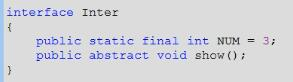 interface Inter
{
    public static final int NUM = 3;
    public abstract void show();
}